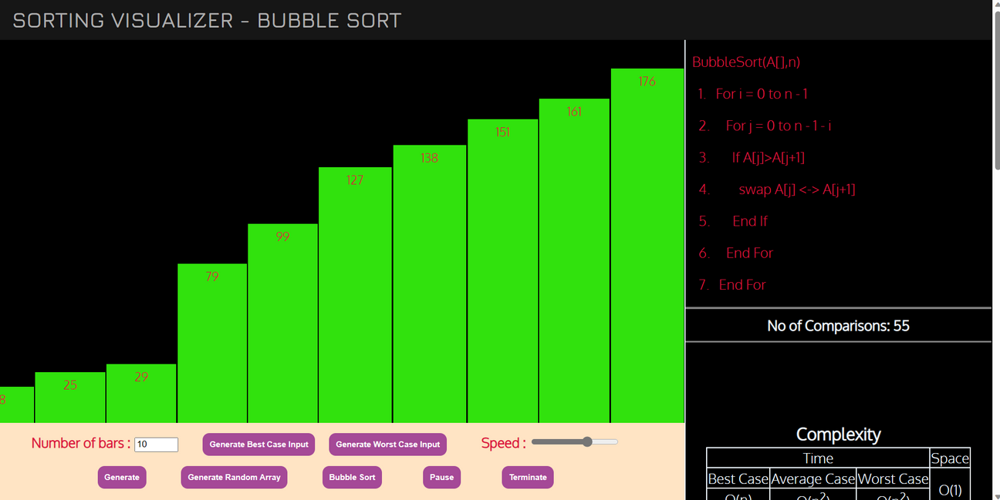 SORTING VISUALIZER - BUBBLE SORT
176
161
151
138
127
99
79
29
25
8
BubbleSort(A[],n)
1. For i = 0 to n - 1
2. For j = 0 to n - 1 - i
3. If A[j]>A[j+1]
4. swap A[j] <-> A[j+1]
5. End If
6. End For
7. End For
No of Comparisons: 55
Number of bars : 10
Generate Best Case Input
Generate Worst Case Input
Speed :
Generate
Generate Random Array
Bubble Sort
Pause
Terminate
Complexity
Time Space
Best Case Average Case Worst Case
O(1)